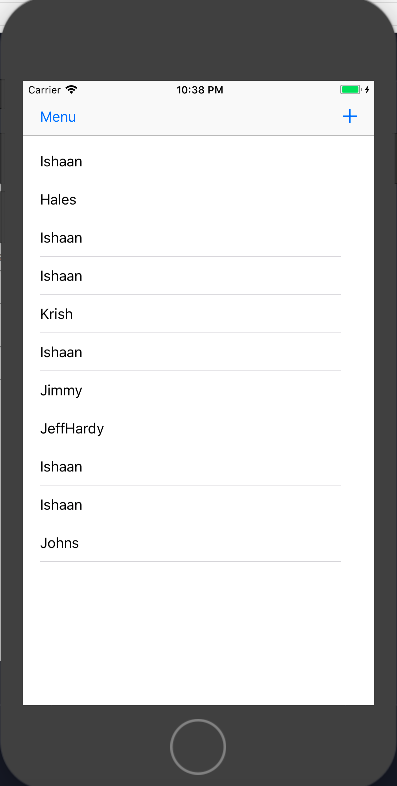 Carrier 10:38 PM
Menu +
Ishaan
Hales
Ishaan
Ishaan
Krish
Ishaan
Jimmy
JeffHardy
Ishaan
Ishaan
Johns